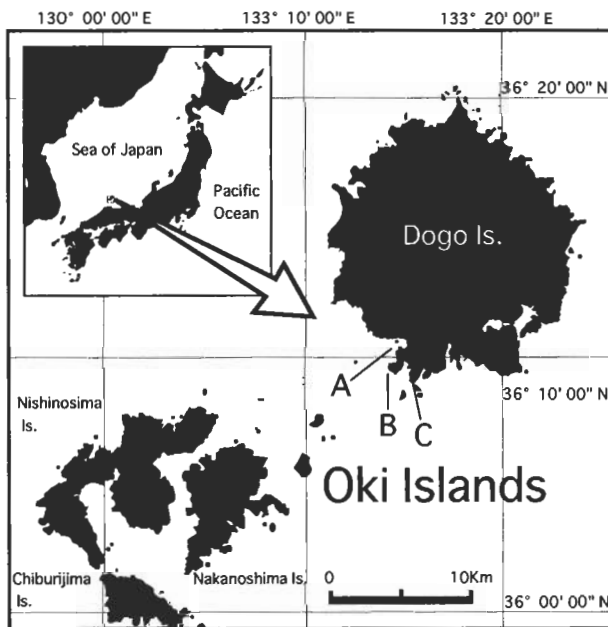 130° 00' 00" E
133° 10' 00" E
133° 20' 00" E
36° 20' 00" N
Sea of Japan
Pacific
Ocean
Dogo Is.
A
B
C
36° 10' 00" N
Nishinosima
Is.
Oki Islands
Chiburijima
Is.
Nakanoshima Is.
0
10Km
36° 00' 00" N